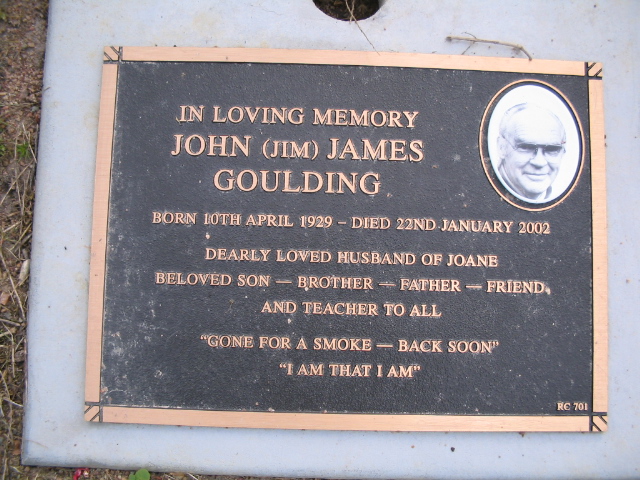 IN LOVING MEMORY
JOHN (JIM) JAMES
GOULDING
BORN 10TH APRIL 1929 – DIED 22ND JANUARY 2002
DEARLY LOVED HUSBAND OF JOANE
BELOVED SON — BROTHER — FATHER — FRIEND,
AND TEACHER TO ALL
"GONE FOR A SMOKE — BACK SOON"
"I AM THAT I AM"
RC 701